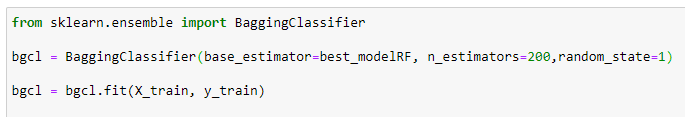 from sklearn.ensemble import BaggingClassifier
bgcl = BaggingClassifier(base_estimator=best_modelRF, n_estimators=200,random_state=1)
bgcl = bgcl.fit(X_train, y_train)